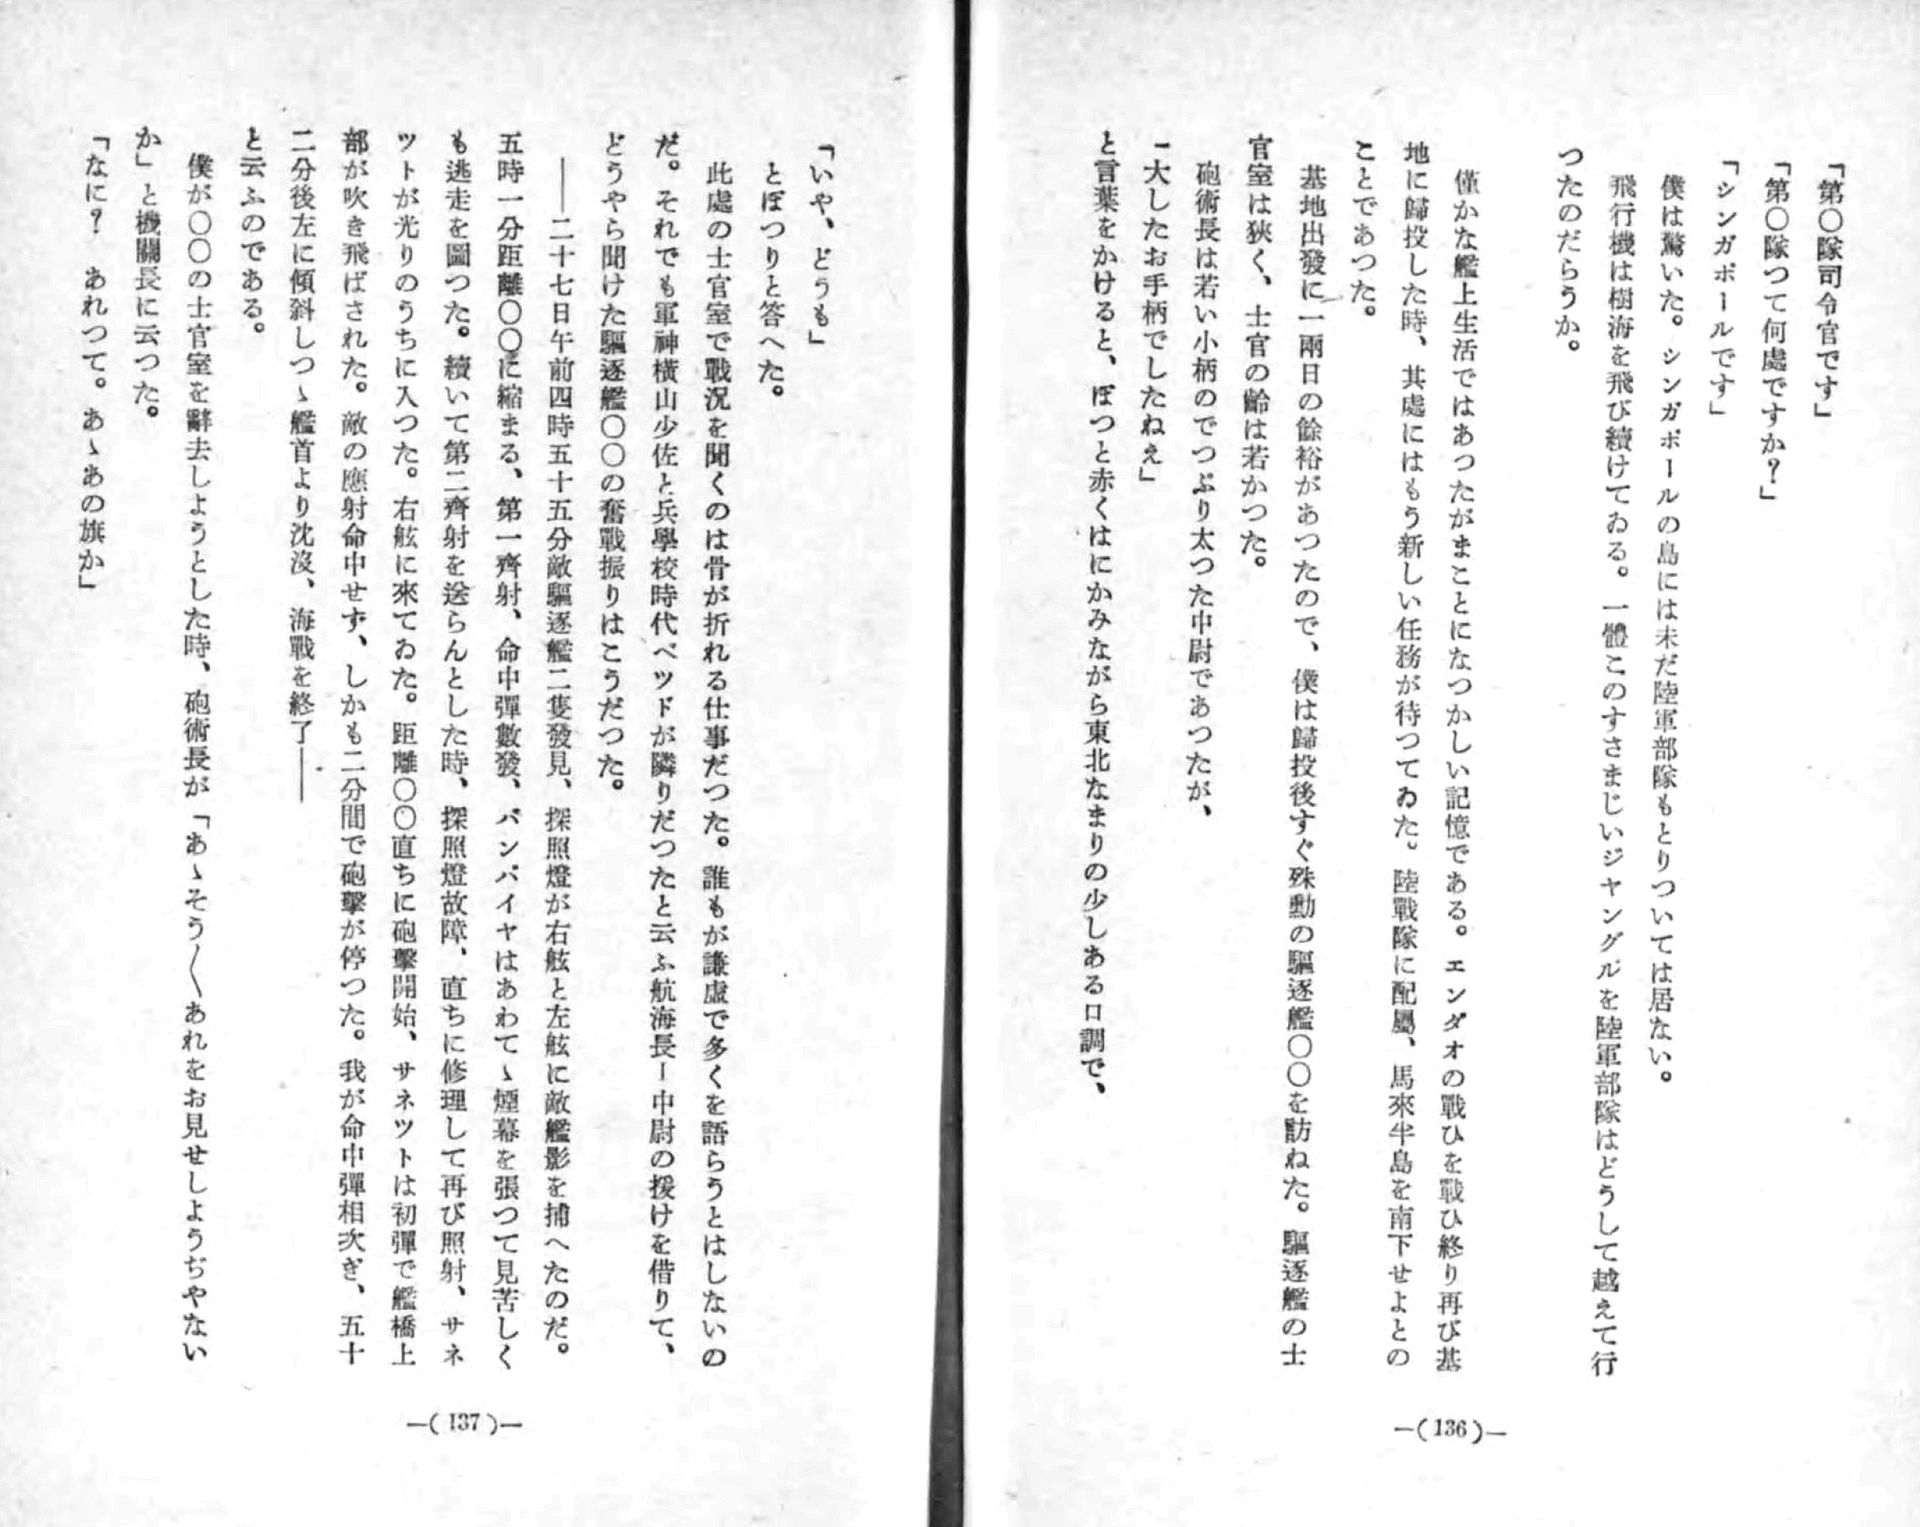 「第〇隊司令官です」
「第〇隊つて何處ですか？」
「シンガポールです」
僕は驚いた。シンガポールの島には未だ陸軍部隊もとりついては居ない。
飛行機は樹海を飛び續けてゐる。一體このすさまじいジヤングルを陸軍部隊はどうして越えて行
つたのだらうか。
僅かな艦上生活ではあつたがまことになつかしい記憶である。エンダオの戰ひを戰ひ終り再び基
地に歸投した時、其處にはもう新しい任務が待つてゐた。陸戰隊に配屬、馬來半島を南下せよとの
ことであつた。
基地出發に一兩日の餘裕があつたので、僕は歸投後すぐ殊勳の驅逐艦〇〇を訪ねた。驅逐艦の士
官室は狹く、士官の齡は若かつた。
砲術長は若い小柄のでつぷり太つた中尉であつたが、
「大したお手柄でしたねえ」
と言葉をかけると、ぽつと赤くはにかみながら東北なまりの少しある口調で、
―(136)―
「いや、どうも」
とぽつりと答へた。
此處の士官室で戰況を聞くのは骨が折れる仕事だつた。誰もが謙虛で多くを語らうとはしないの
だ。それでも軍神橫山少佐と兵學校時代ベツドが隣りだつたと云ふ航海長ー中尉の援けを借りて、
どうやら聞けた驅逐艦〇〇の奮戰振りはこうだつた。
――二十七日午前四時五十五分敵驅逐艦二隻發見、探照燈が右舷と左舷に敵艦影を捕へたのだ。
五時一分距離〇〇に縮まる、第一齊射、命中彈數發、バンパイヤはあわてゝ煙幕を張つて見苦しく
も逃走を圖つた。續いて第二齊射を送らんとした時、探照燈故障、直ちに修理して再び照射、サネ
ツトが光りのうちに入つた。右舷に來てゐた。距離〇〇直ちに砲擊開始、サネツトは初彈で艦橋上
部が吹き飛ばされた。敵の應射命中せず、しかも二分間で砲擊が停つた。我が命中彈相次ぎ、五十
二分後左に傾斜しつゝ艦首より沈沒、海戰を終了――
と云ふのである。
僕が〇〇の士官室を辭去しようとした時、砲術長が「あゝそう〱あれをお見せしようぢやない
か」と機關長に云つた。
「なに？　あれつて。あゝあの旗か」
―(137)―